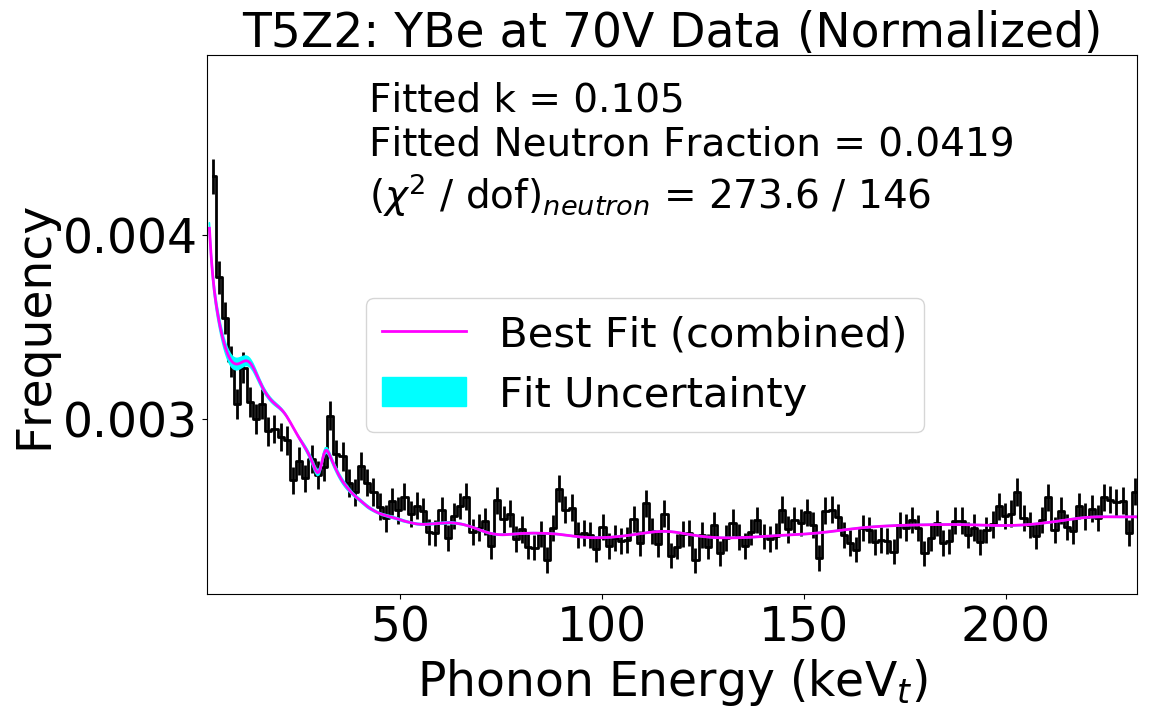 T5Z2: YBe at 70V Data (Normalized)
Fitted k = 0.105
Fitted Neutron Fraction = 0.0419
(χ² / dof)ₙₑᵤₜᵣₒₙ = 273.6 / 146
0.004
Best Fit (combined)
Fit Uncertainty
0.003
Frequency
50 100 150 200
Phonon Energy (keVₜ)